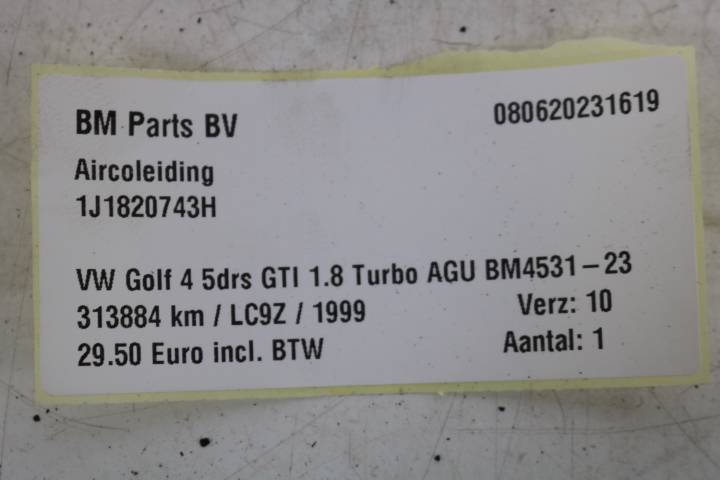 BM Parts BV 080620231619
Aircoleiding
1J1820743H
VW Golf 4 5drs GTI 1.8 Turbo AGU BM4531-23
313884 km / LC9Z / 1999 Verz: 10
29.50 Euro incl. BTW Aantal: 1